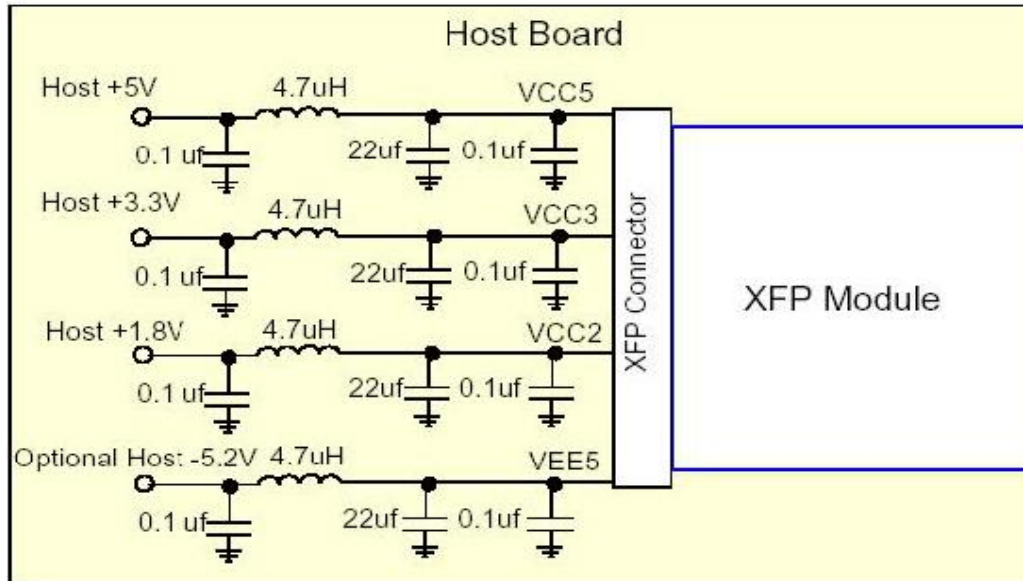 Host Board
Host +5V
4.7uH
VCC5
0.1 uf
22uf
0.1uf
Host +3.3V
4.7uH
VCC3
0.1 uf
22uf
0.1uf
Host +1.8V
4.7uH
VCC2
0.1 uf
22uf
0.1uf
Optional Host -5.2V
4.7uH
VEE5
0.1 uf
22uf
0.1uf
XFP Connector
XFP Module